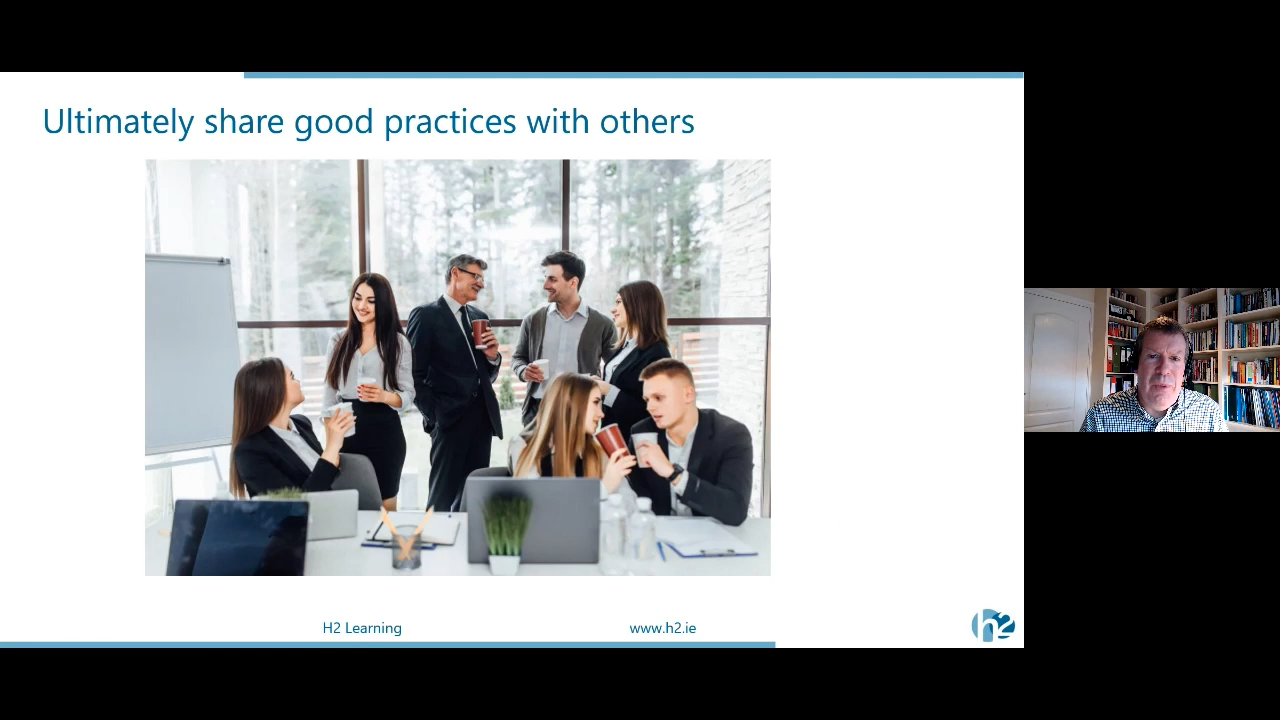 Ultimately share good practices with others
H2 Learning
www.h2.ie
h2